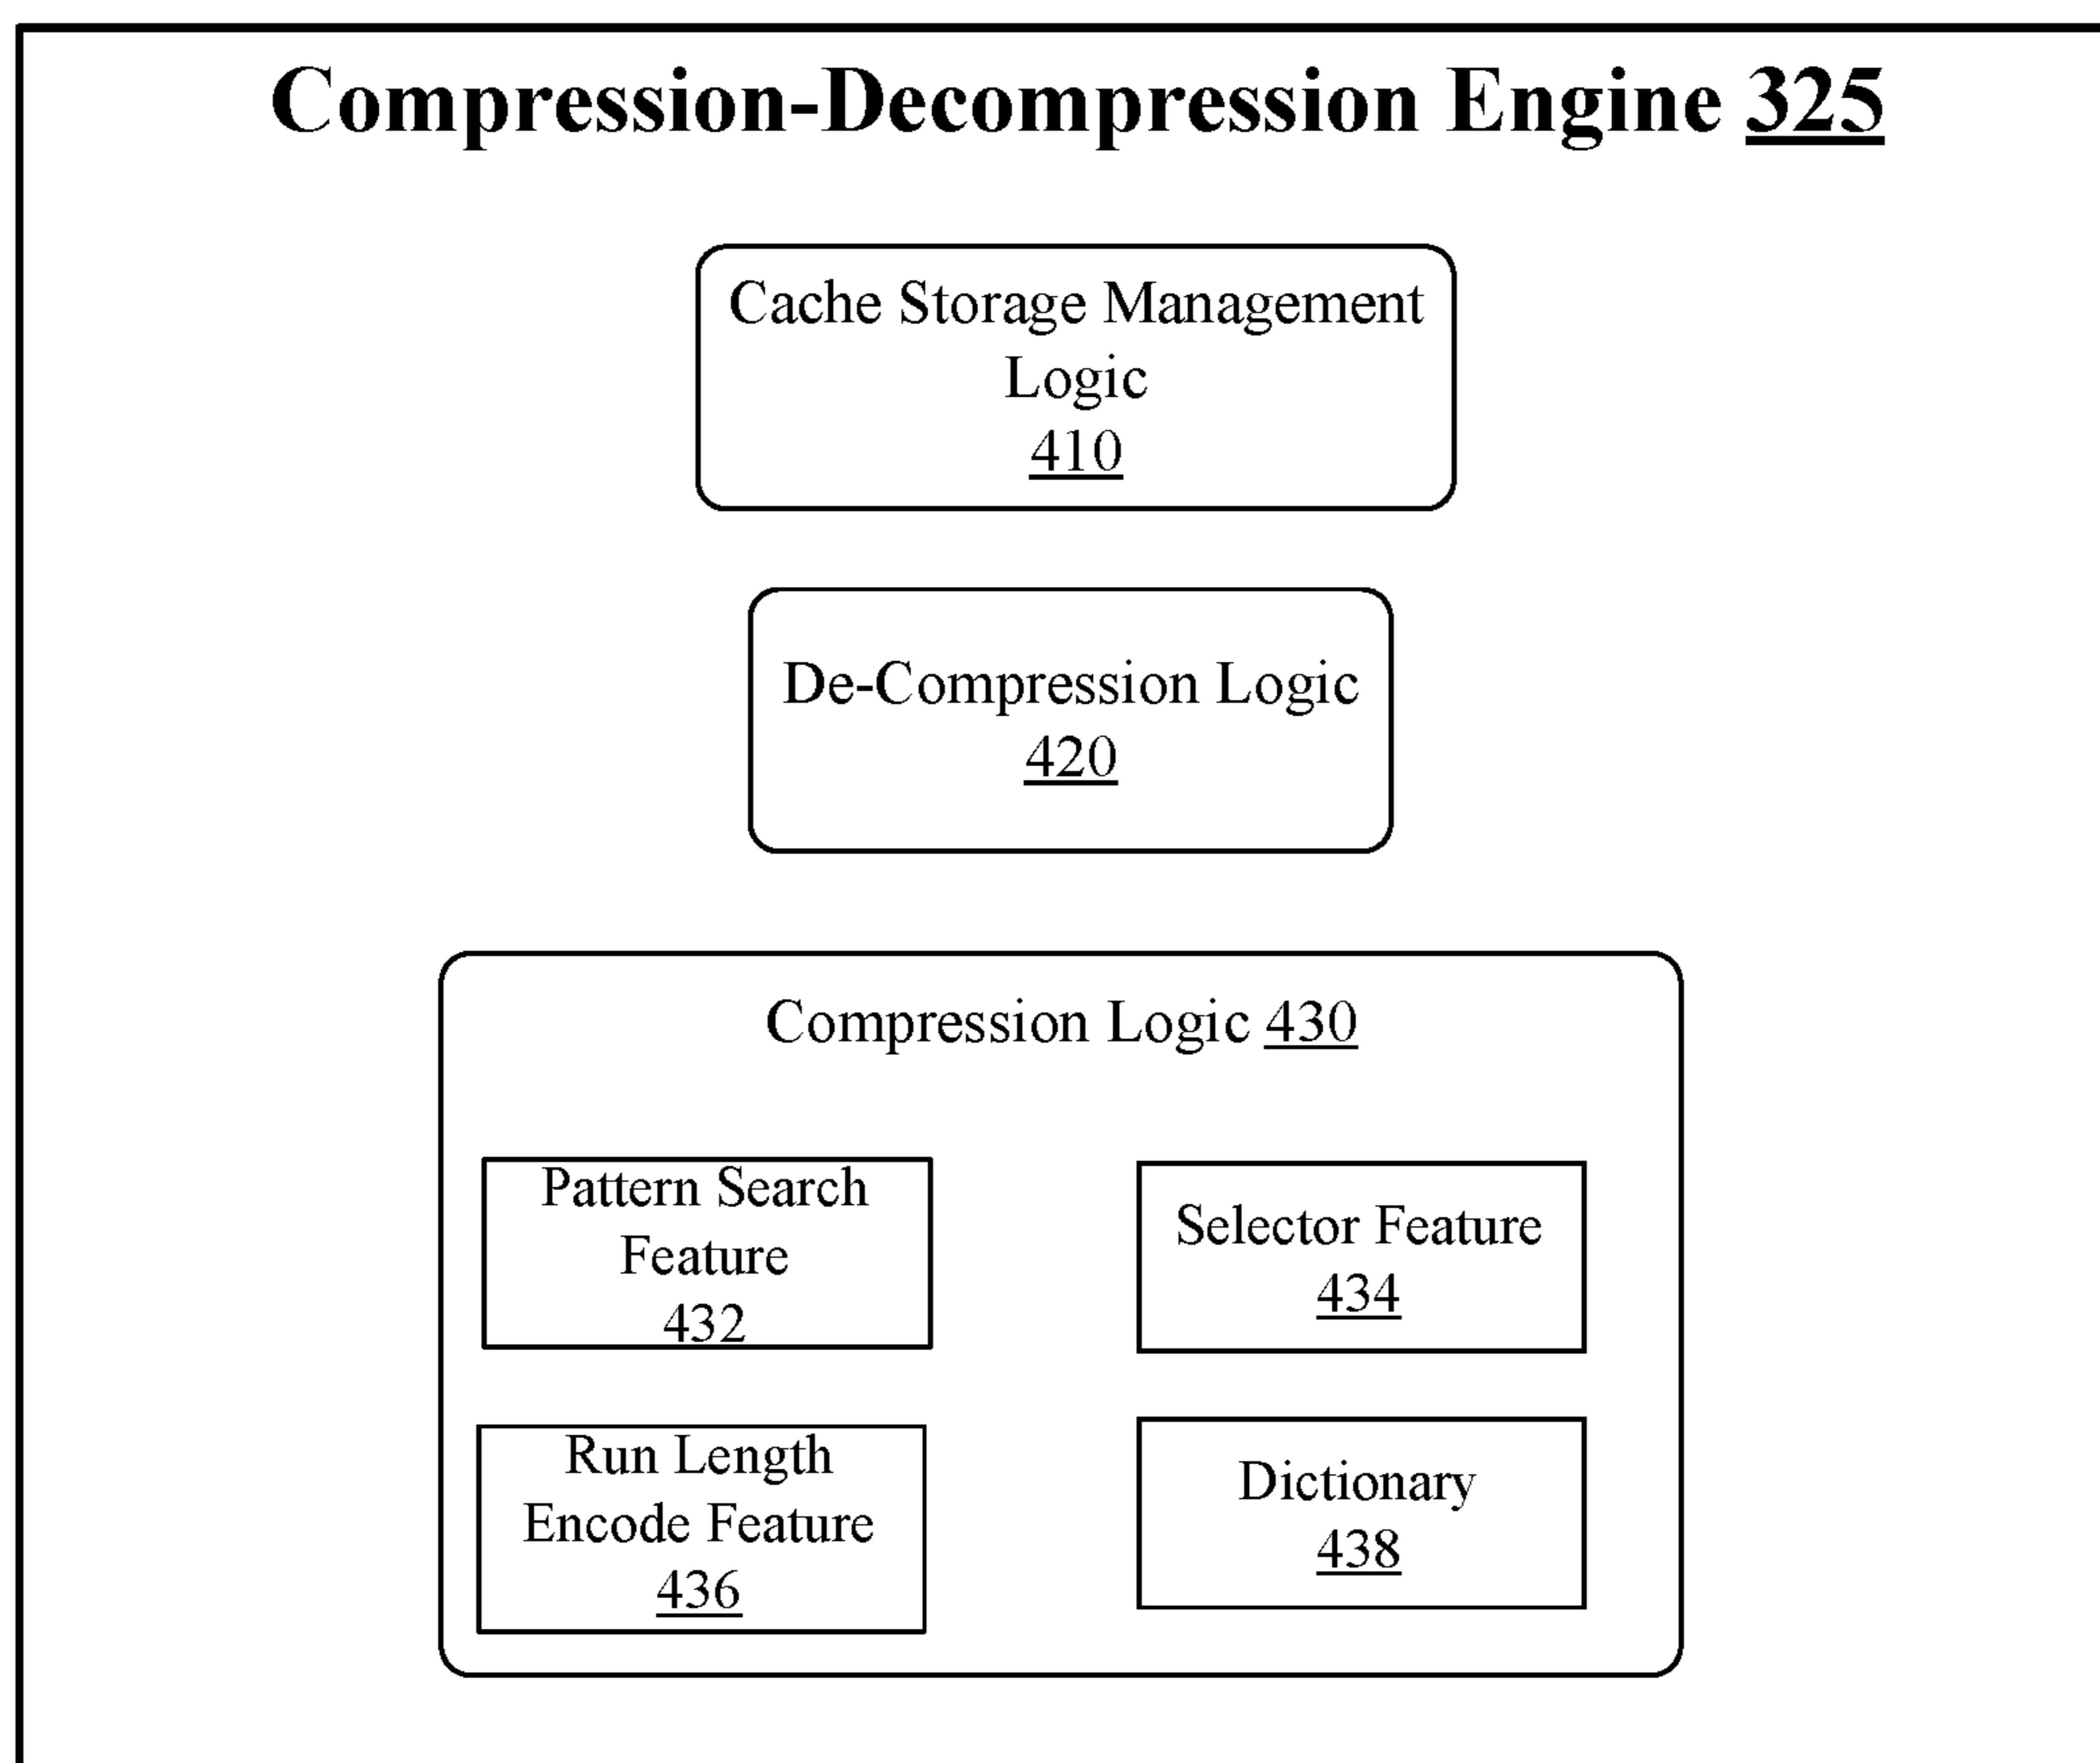 Compression-Decompression Engine 325
Cache Storage Management
Logic
410
De-Compression Logic
420
Compression Logic 430
Pattern Search
Feature
432
Selector Feature
434
Run Length
Encode Feature
436
Dictionary
438